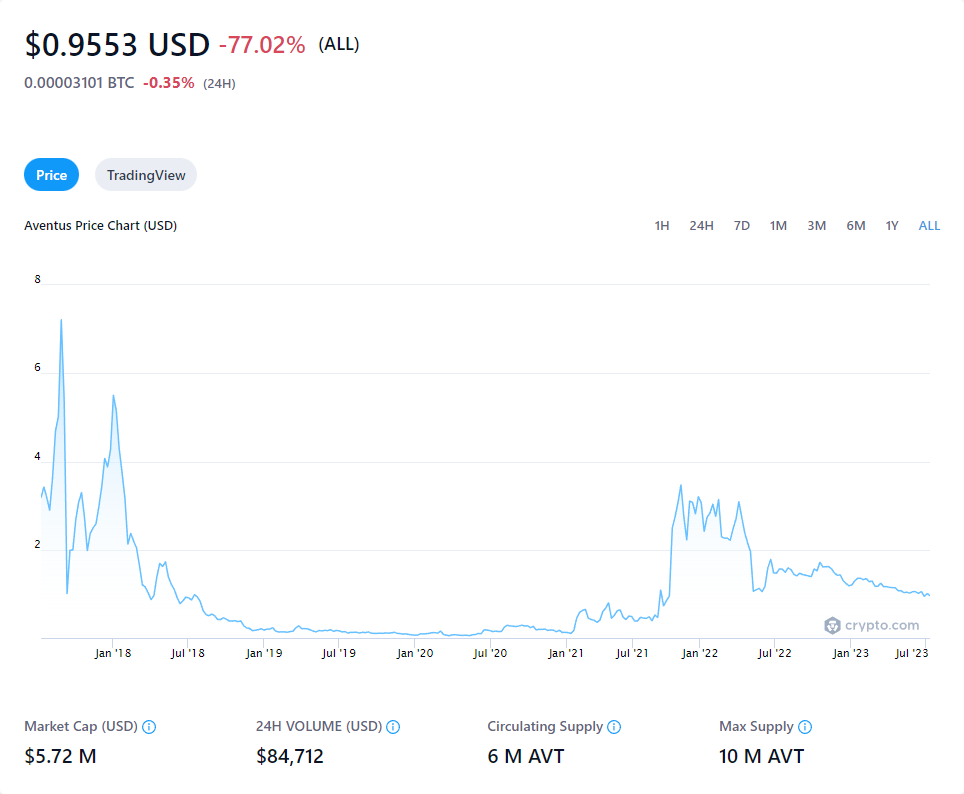 $0.9553 USD -77.02% (ALL)
0.00003101 BTC -0.35% (24H)
Price TradingView
Aventus Price Chart (USD) 1H 24H 7D 1M 3M 6M 1Y ALL
8
6
4
2
crypto.com
Jan '18 Jul '18 Jan '19 Jul '19 Jan '20 Jul '20 Jan '21 Jul '21 Jan '22 Jul '22 Jan '23 Jul '23
Market Cap (USD) 24H VOLUME (USD) Circulating Supply Max Supply
$5.72 M $84,712 6 M AVT 10 M AVT